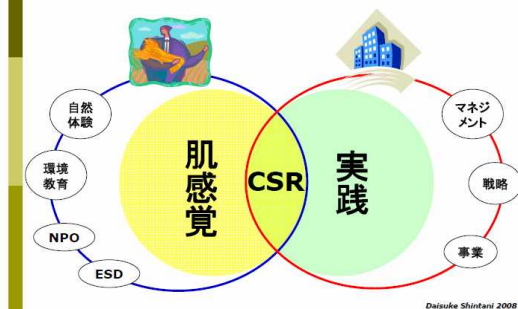 自然
体験
環境
教育
NPO
ESD
肌感覚
CSR
実践
マネジ
メント
戦略
事業
Daisuke Shintani 2008